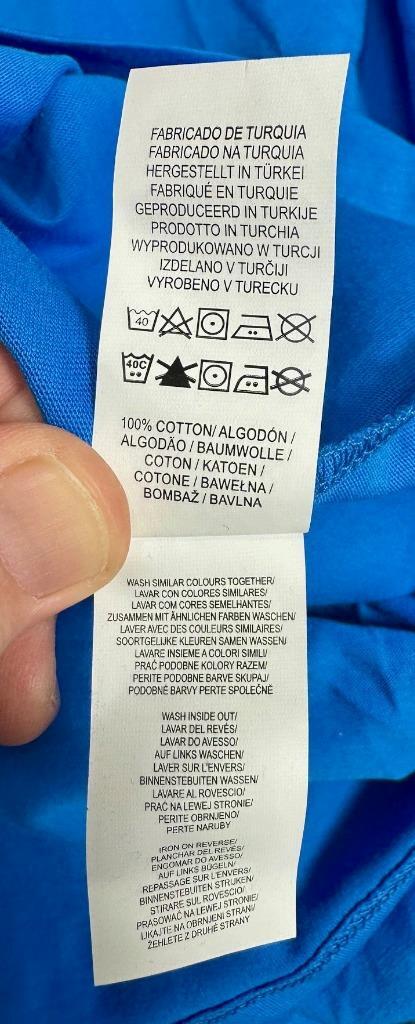 FABRICADO DE TURQUIA
FABRICADO NA TURQUIA
HERGESTELLT IN TÜRKEI
FABRIQUÉ EN TURQUIE
GEPRODUCEERD IN TURKIJE
PRODOTTO IN TURCHIA
WYPRODUKOWANO W TURCJI
IZDELANO V TURČIJI
VYROBENO V TURECKU
40
40C
100% COTTON/ ALGODÓN /
ALGODÃO / BAUMWOLLE /
COTON / KATOEN /
COTONE / BAWEŁNA /
BOMBAŽ / BAVLNA
WASH SIMILAR COLOURS TOGETHER/
LAVAR CON COLORES SIMILARES/
LAVAR COM CORES SEMELHANTES/
ZUSAMMEN MIT ÄHNLICHEN FARBEN WASCHEN/
LAVER AVEC DES COULEURS SIMILAIRES/
SOORTGELIJKE KLEUREN SAMEN WASSEN/
LAVARE INSIEME A COLORI SIMILI/
PRAĆ PODOBNE KOLORY RAZEM/
PERITE PODOBNE BARVE SKUPAJ/
PODOBNÉ BARVY PERTE SPOLEČNĚ
WASH INSIDE OUT/
LAVAR DEL REVÉS/
LAVAR DO AVESSO/
AUF LINKS WASCHEN/
LAVER SUR L'ENVERS/
BINNENSTEBUITEN WASSEN/
LAVARE AL ROVESCIO/
PRAĆ NA LEWEJ STRONIE/
PERITE OBRNJENO/
PERTE NARUBY
IRON ON REVERSE/
PLANCHAR DEL REVÉS/
ENGOMAR DO AVESSO/
AUF LINKS BÜGELN/
REPASSAGE SUR L'ENVERS/
BINNENSTEBUITEN STRIJKEN/
STIRARE SUL ROVESCIO/
PRASOWAĆ NA LEWEJ STRONIE/
LIKAJTE NA OBRNJENI STRANI/
ŽEHLETE Z DRUHÉ STRANY